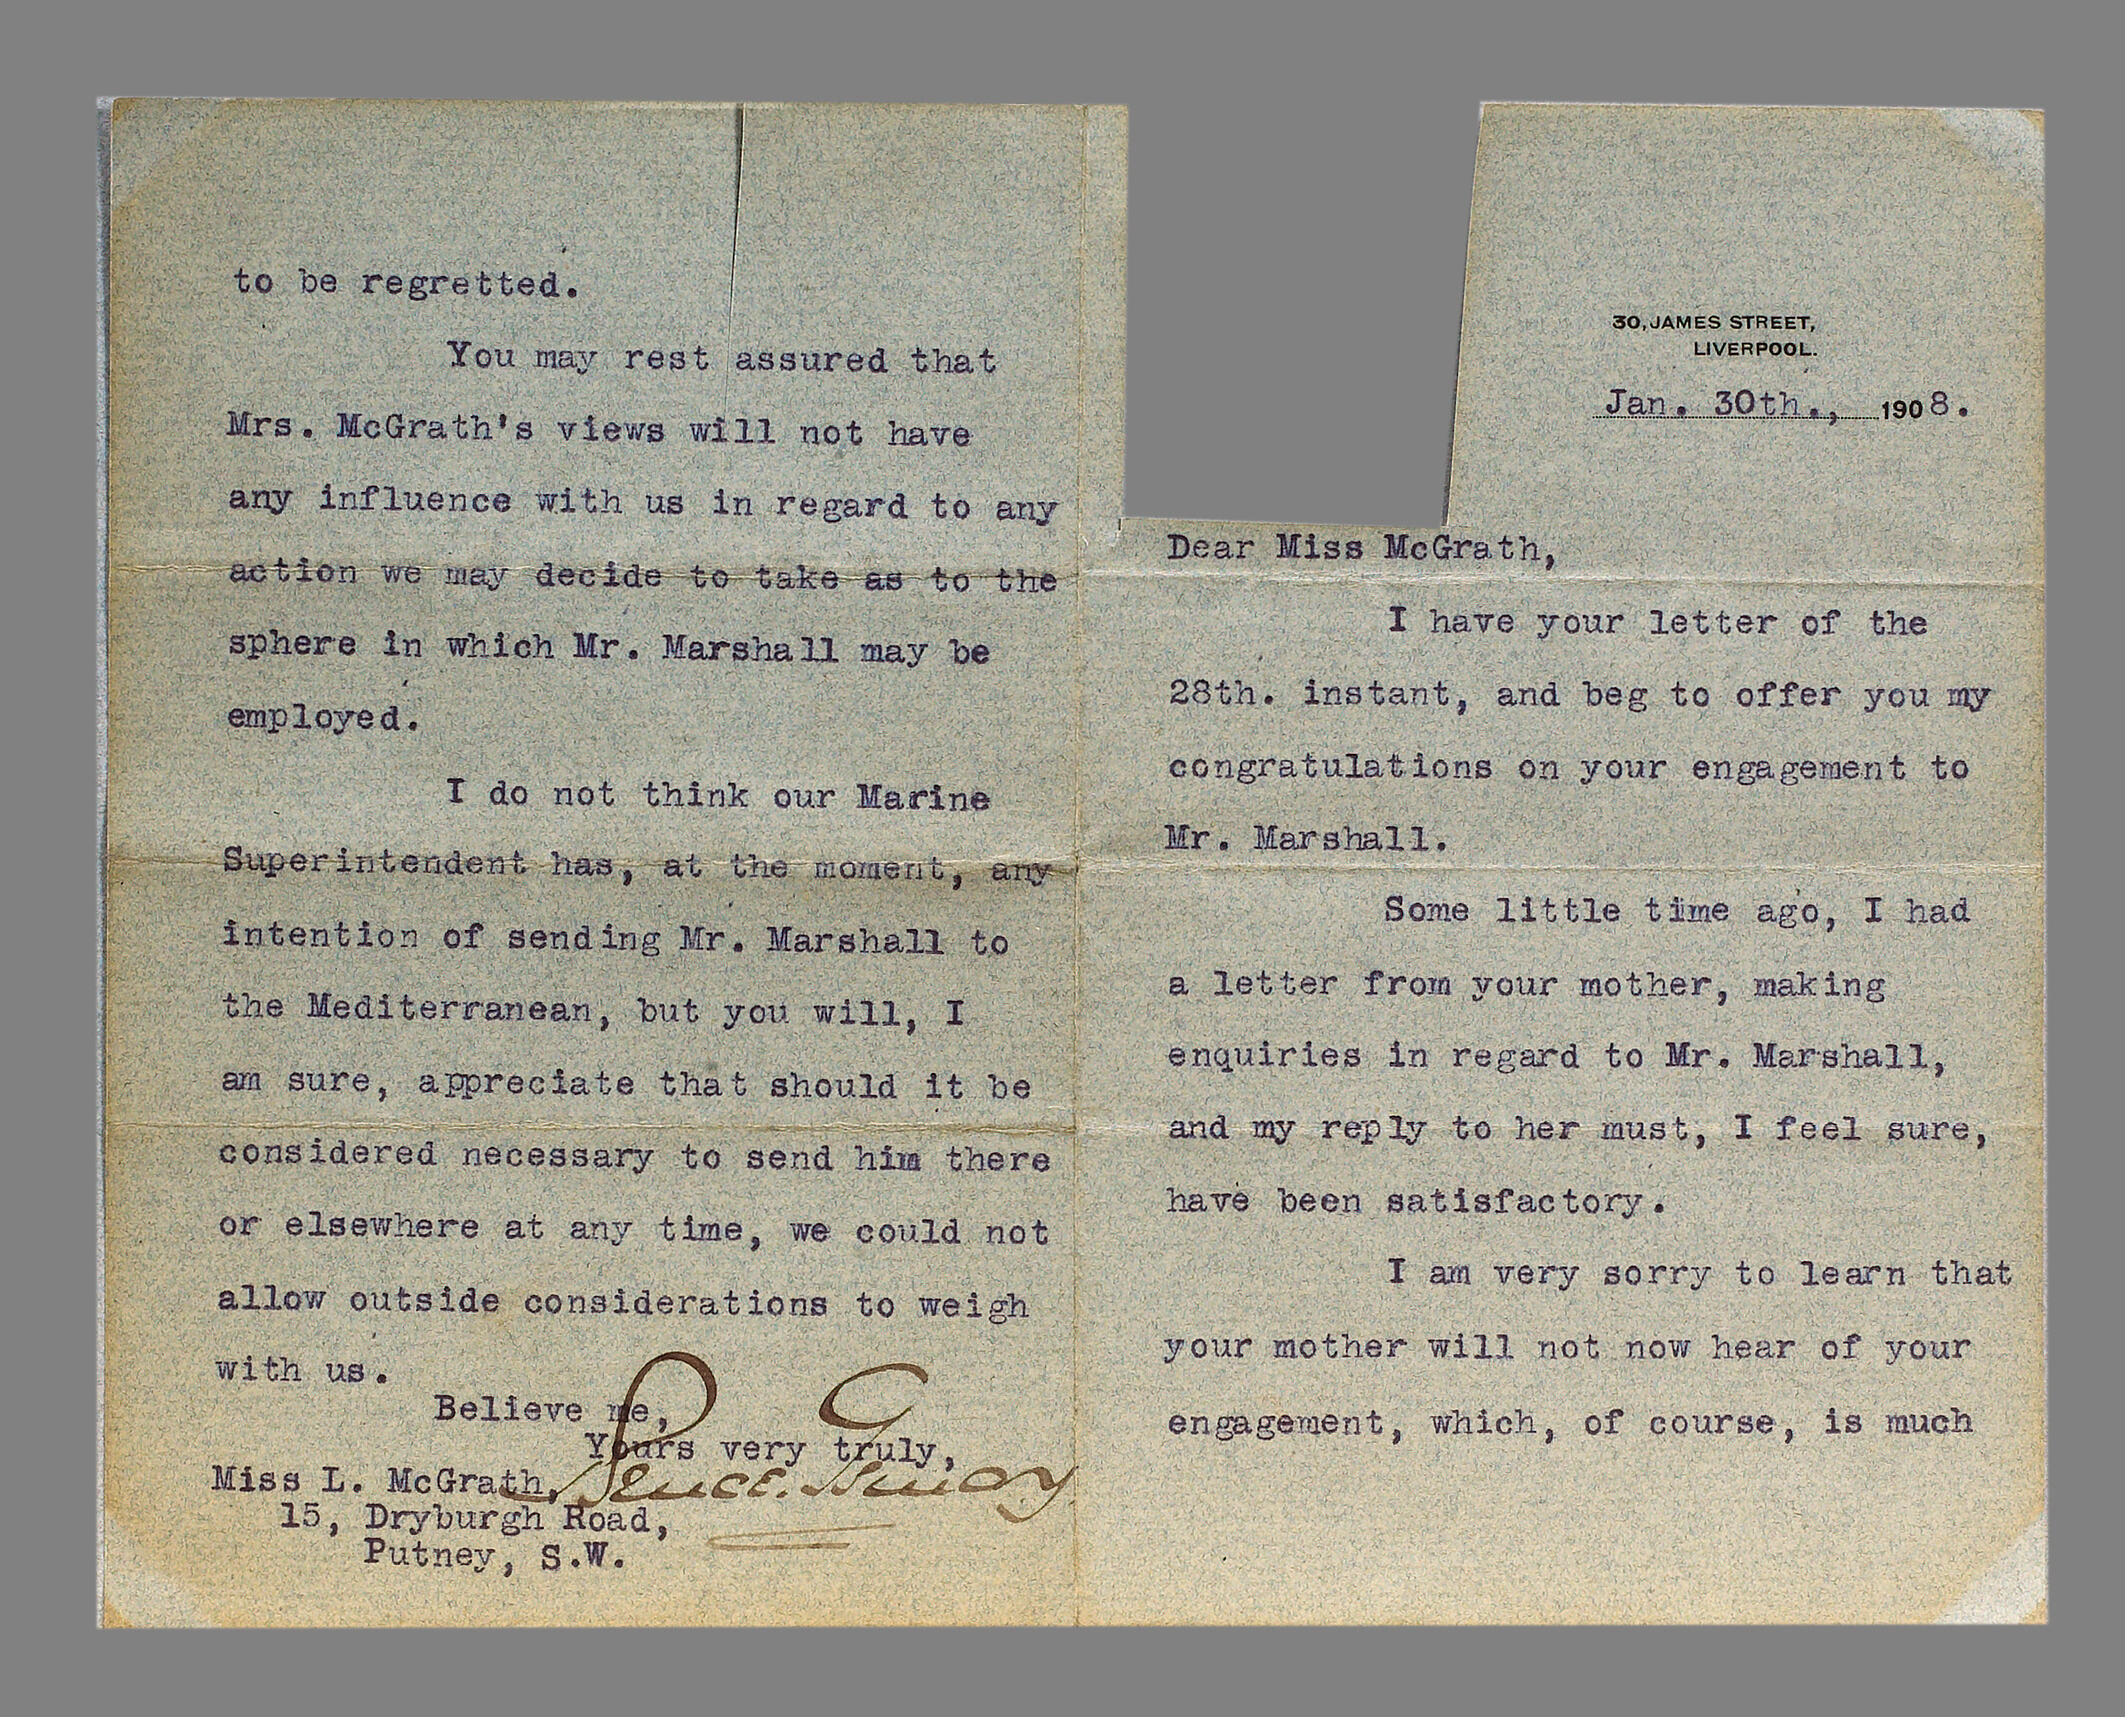 30, JAMES STREET,
LIVERPOOL.
Jan. 30th., 1908.
Dear Miss McGrath,
I have your letter of the
28th. instant, and beg to offer you my
congratulations on your engagement to
Mr. Marshall.
Some little time ago, I had
a letter from your mother, making
enquiries in regard to Mr. Marshall,
and my reply to her must, I feel sure,
have been satisfactory.
I am very sorry to learn that
your mother will not now hear of your
engagement, which, of course, is much
to be regretted.
You may rest assured that
Mrs. McGrath's views will not have
any influence with us in regard to any
action we may decide to take as to the
sphere in which Mr. Marshall may be
employed.
I do not think our Marine
Superintendent has, at the moment, any
intention of sending Mr. Marshall to
the Mediterranean, but you will, I
am sure, appreciate that should it be
considered necessary to send him there
or elsewhere at any time, we could not
allow outside considerations to weigh
with us.
Believe me,
Yours very truly,
Miss L. McGrath,
15, Dryburgh Road,
Putney, S.W.